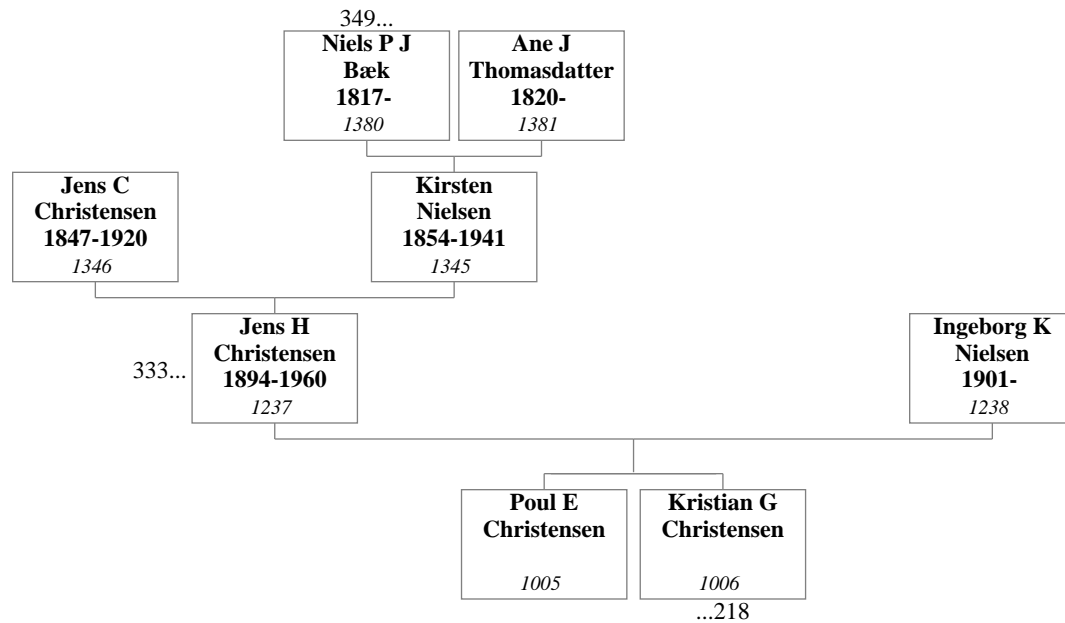 349...
Niels P J
Bæk
1817-
1380
Ane J
Thomasdatter
1820-
1381
Jens C
Christensen
1847-1920
1346
Kirsten
Nielsen
1854-1941
1345
333...
Jens H
Christensen
1894-1960
1237
Ingeborg K
Nielsen
1901-
1238
Poul E
Christensen
1005
Kristian G
Christensen
1006
...218